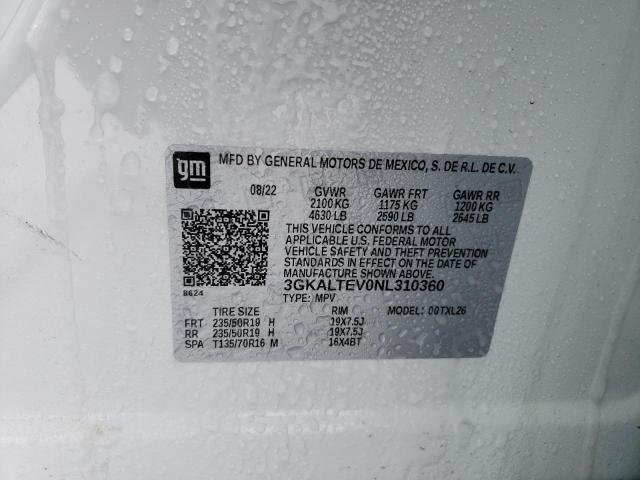 gm MFD BY GENERAL MOTORS DE MEXICO, S. DE R.L. DE C.V.
08/22 GVWR GAWR FRT GAWR RR
2100 KG 1175 KG 1200 KG
4630 LB 2590 LB 2645 LB
THIS VEHICLE CONFORMS TO ALL
APPLICABLE U.S. FEDERAL MOTOR
VEHICLE SAFETY AND THEFT PREVENTION
STANDARDS IN EFFECT ON THE DATE OF
MANUFACTURE SHOWN ABOVE.
8624 3GKALTEV0NL310360
TYPE: MPV
TIRE SIZE RIM MODEL: 00TXL26
FRT 235/50R19 H 19X7.5J
RR 235/50R19 H 19X7.5J
SPA T135/70R16 M 16X4BT